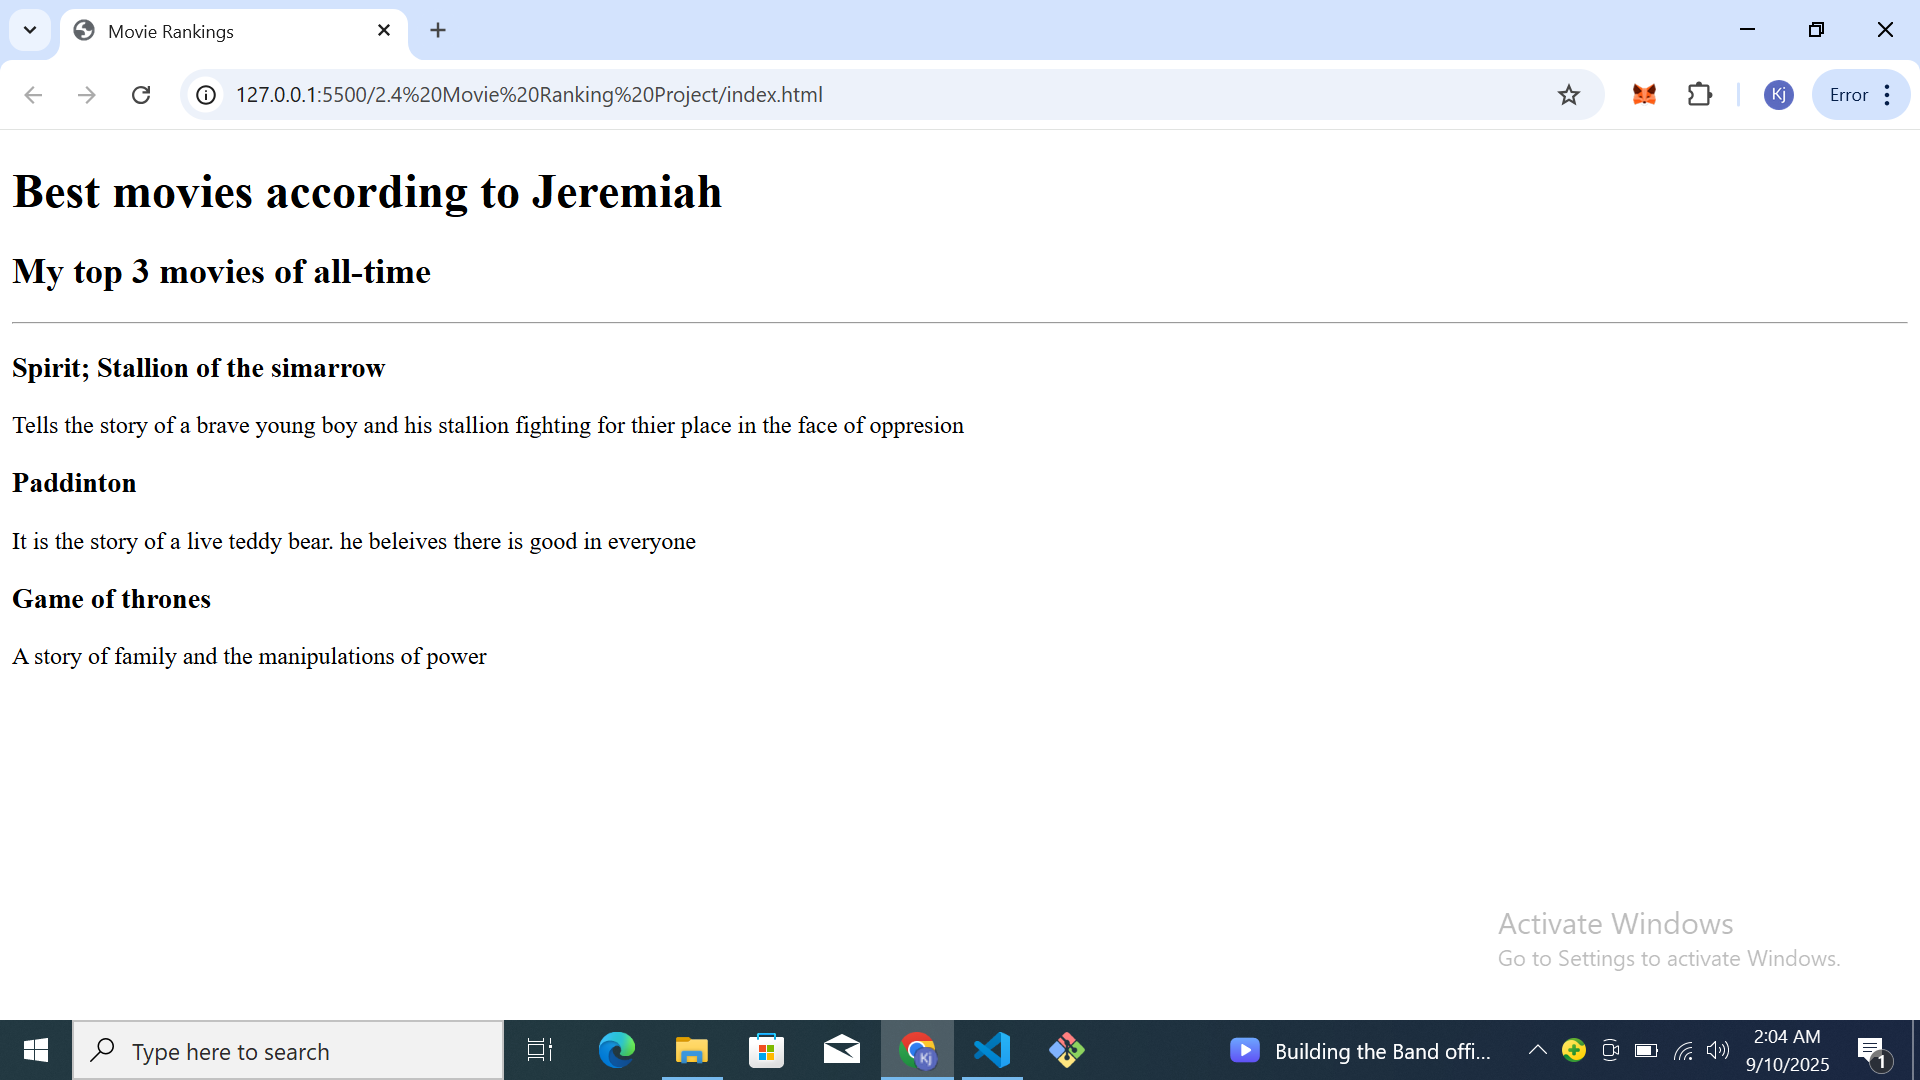 Movie Rankings
127.0.0.1:5500/2.4%20Movie%20Ranking%20Project/index.html
Kj
Error
Best movies according to Jeremiah
My top 3 movies of all-time
Spirit; Stallion of the simarrow
Tells the story of a brave young boy and his stallion fighting for thier place in the face of oppresion
Paddinton
It is the story of a live teddy bear. he beleives there is good in everyone
Game of thrones
A story of family and the manipulations of power
Activate Windows
Go to Settings to activate Windows.
Type here to search
Kj
Building the Band offi...
2:04 AM
9/10/2025
1